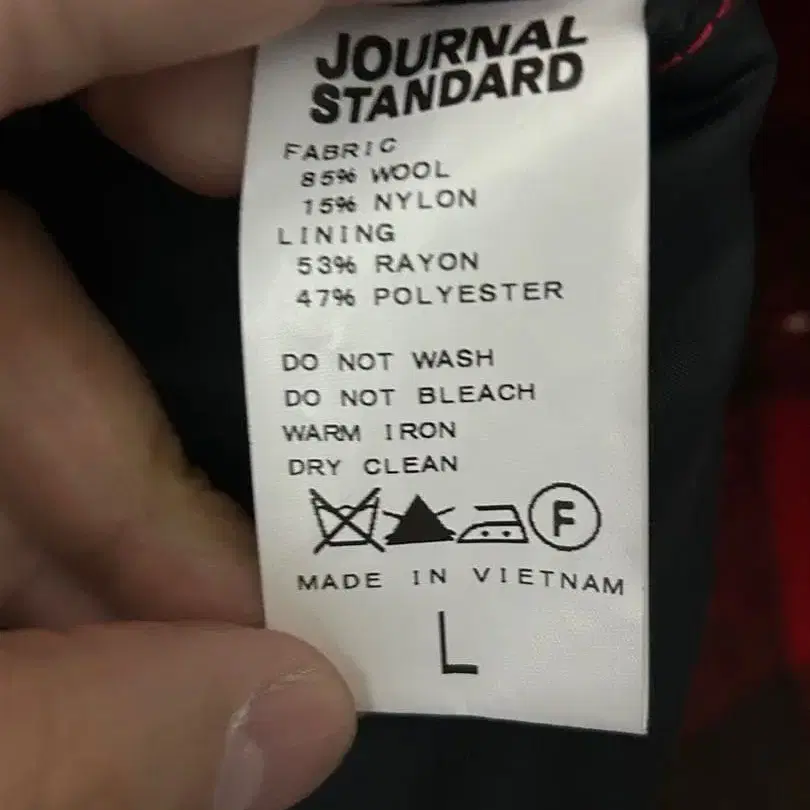 JOURNAL
STANDARD
FABRIC
85% WOOL
15% NYLON
LINING
53% RAYON
47% POLYESTER
DO NOT WASH
DO NOT BLEACH
WARM IRON
DRY CLEAN
F
MADE IN VIETNAM
L